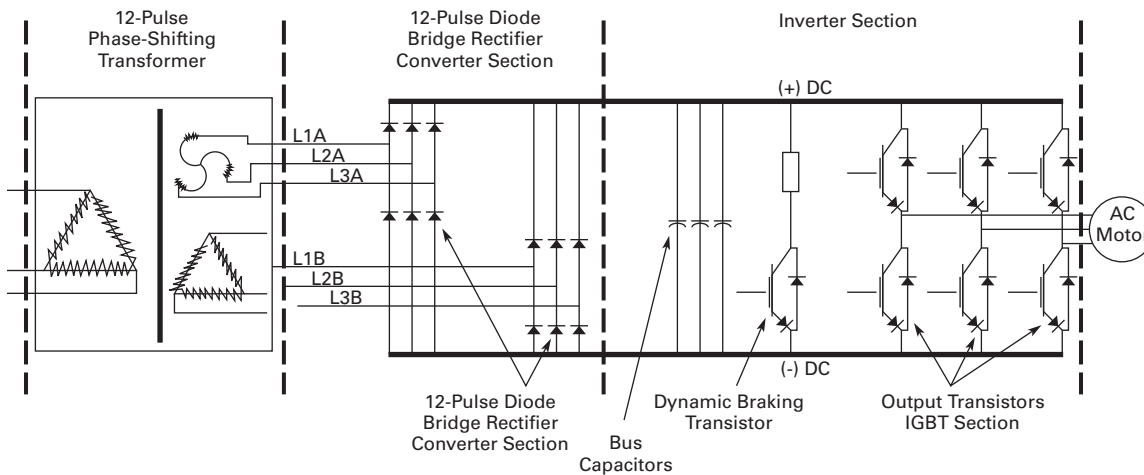 12-Pulse
Phase-Shifting
Transformer
12-Pulse Diode
Bridge Rectifier
Converter Section
Inverter Section
(+) DC
L1A
L2A
L3A
AC
Motor
L1B
L2B
L3B
(-) DC
12-Pulse Diode
Bridge Rectifier
Converter Section
Bus
Capacitors
Dynamic Braking
Transistor
Output Transistors
IGBT Section